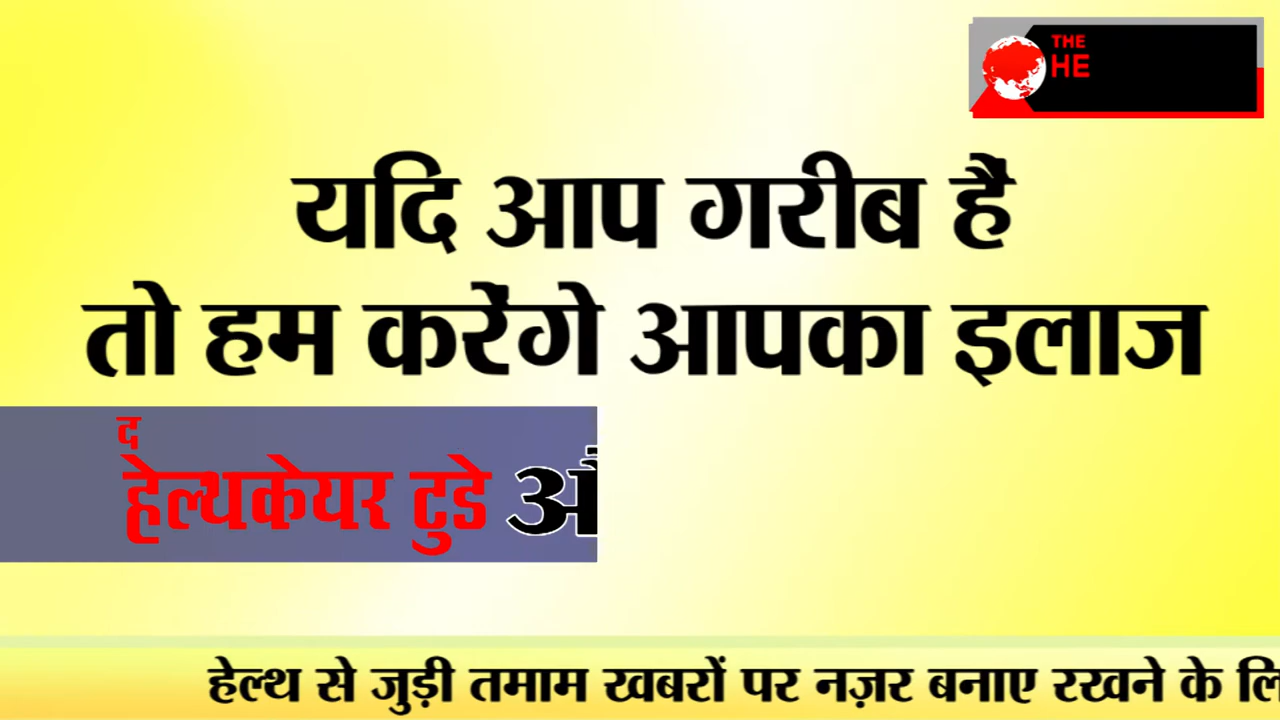 THE
HE
यदि आप गरीब हैं
तो हम करेंगे आपका इलाज
द
हेल्थकेयर टुडे
हेल्थ से जुड़ी तमाम खबरों पर नज़र बनाए रखने के